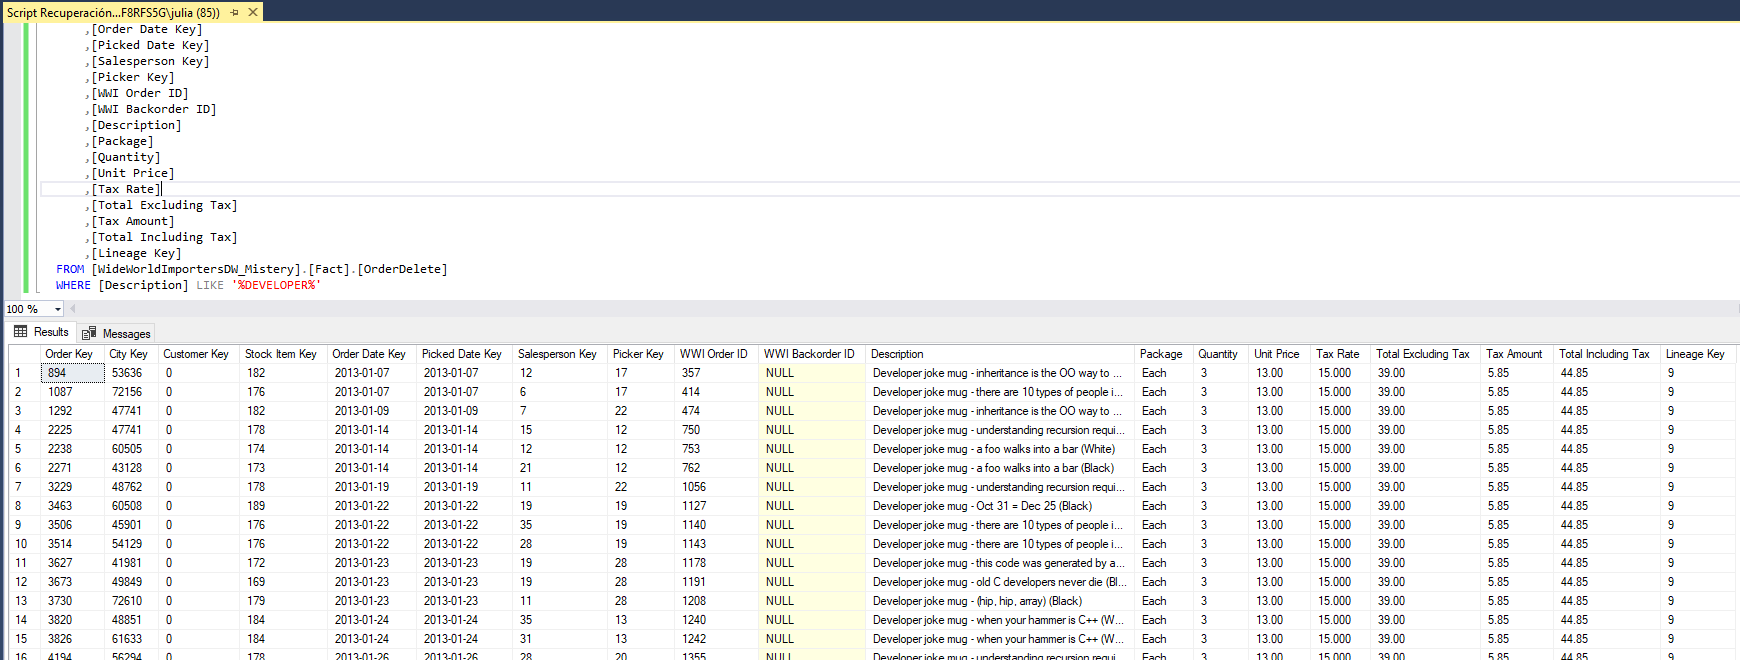 Script Recuperación...F8RFS5G\julia (85))
,[Order Date Key]
,[Picked Date Key]
,[Salesperson Key]
,[Picker Key]
,[WWI Order ID]
,[WWI Backorder ID]
,[Description]
,[Package]
,[Quantity]
,[Unit Price]
,[Tax Rate]
,[Total Excluding Tax]
,[Tax Amount]
,[Total Including Tax]
,[Lineage Key]
FROM [WideWorldImportersDW_Mistery].[Fact].[OrderDelete]
WHERE [Description] LIKE '%DEVELOPER%'
100 %
Results Messages
Order Key City Key Customer Key Stock Item Key Order Date Key Picked Date Key Salesperson Key Picker Key WWI Order ID WWI Backorder ID Description Package Quantity Unit Price Tax Rate Total Excluding Tax Tax Amount Total Including Tax Lineage Key
1 894 53636 0 182 2013-01-07 2013-01-07 12 17 357 NULL Developer joke mug - inheritance is the OO way to ... Each 3 13.00 15.000 39.00 5.85 44.85 9
2 1087 72156 0 176 2013-01-07 2013-01-07 6 17 414 NULL Developer joke mug - there are 10 types of people i... Each 3 13.00 15.000 39.00 5.85 44.85 9
3 1292 47741 0 182 2013-01-09 2013-01-09 7 22 474 NULL Developer joke mug - inheritance is the OO way to ... Each 3 13.00 15.000 39.00 5.85 44.85 9
4 2225 47741 0 178 2013-01-14 2013-01-14 15 12 750 NULL Developer joke mug - understanding recursion requi... Each 3 13.00 15.000 39.00 5.85 44.85 9
5 2238 60505 0 174 2013-01-14 2013-01-14 12 12 753 NULL Developer joke mug - a foo walks into a bar (White) Each 3 13.00 15.000 39.00 5.85 44.85 9
6 2271 43128 0 173 2013-01-14 2013-01-14 21 12 762 NULL Developer joke mug - a foo walks into a bar (Black) Each 3 13.00 15.000 39.00 5.85 44.85 9
7 3229 48762 0 178 2013-01-19 2013-01-19 11 22 1056 NULL Developer joke mug - understanding recursion requi... Each 3 13.00 15.000 39.00 5.85 44.85 9
8 3463 60508 0 189 2013-01-22 2013-01-22 19 19 1127 NULL Developer joke mug - Oct 31 = Dec 25 (Black) Each 3 13.00 15.000 39.00 5.85 44.85 9
9 3506 45901 0 176 2013-01-22 2013-01-22 35 19 1140 NULL Developer joke mug - there are 10 types of people i... Each 3 13.00 15.000 39.00 5.85 44.85 9
10 3514 54129 0 176 2013-01-22 2013-01-22 28 19 1143 NULL Developer joke mug - there are 10 types of people i... Each 3 13.00 15.000 39.00 5.85 44.85 9
11 3627 41981 0 172 2013-01-23 2013-01-23 19 28 1178 NULL Developer joke mug - this code was generated by a... Each 3 13.00 15.000 39.00 5.85 44.85 9
12 3673 49849 0 169 2013-01-23 2013-01-23 19 28 1191 NULL Developer joke mug - old C developers never die (Bl... Each 3 13.00 15.000 39.00 5.85 44.85 9
13 3730 72610 0 179 2013-01-23 2013-01-23 11 28 1208 NULL Developer joke mug - (hip, hip, array) (Black) Each 3 13.00 15.000 39.00 5.85 44.85 9
14 3820 48851 0 184 2013-01-24 2013-01-24 35 13 1240 NULL Developer joke mug - when your hammer is C++ (W... Each 3 13.00 15.000 39.00 5.85 44.85 9
15 3826 61633 0 184 2013-01-24 2013-01-24 31 13 1242 NULL Developer joke mug - when your hammer is C++ (W... Each 3 13.00 15.000 39.00 5.85 44.85 9
16 4194 56294 0 178 2013-01-26 2013-01-26 28 20 1355 NULL Developer joke mug - understanding recursion requi... Each 3 13.00 15.000 39.00 5.85 44.85 9